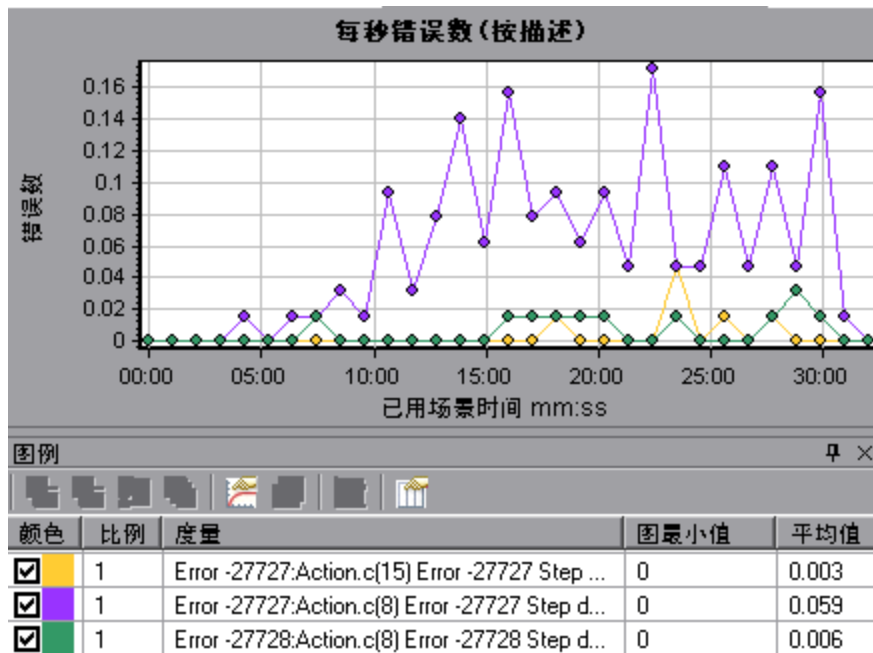 每秒错误数(按描述)
0.16
0.14
0.12
0.1
0.08
0.06
0.04
0.02
0
错误数
00:00 05:00 10:00 15:00 20:00 25:00 30:00
已用场景时间 mm:ss
图例
颜色 比例 度量 图最小值 平均值
1 Error -27727:Action.c(15) Error -27727 Step ... 0 0.003
1 Error -27727:Action.c(8) Error -27727 Step d... 0 0.059
1 Error -27728:Action.c(8) Error -27728 Step d... 0 0.006